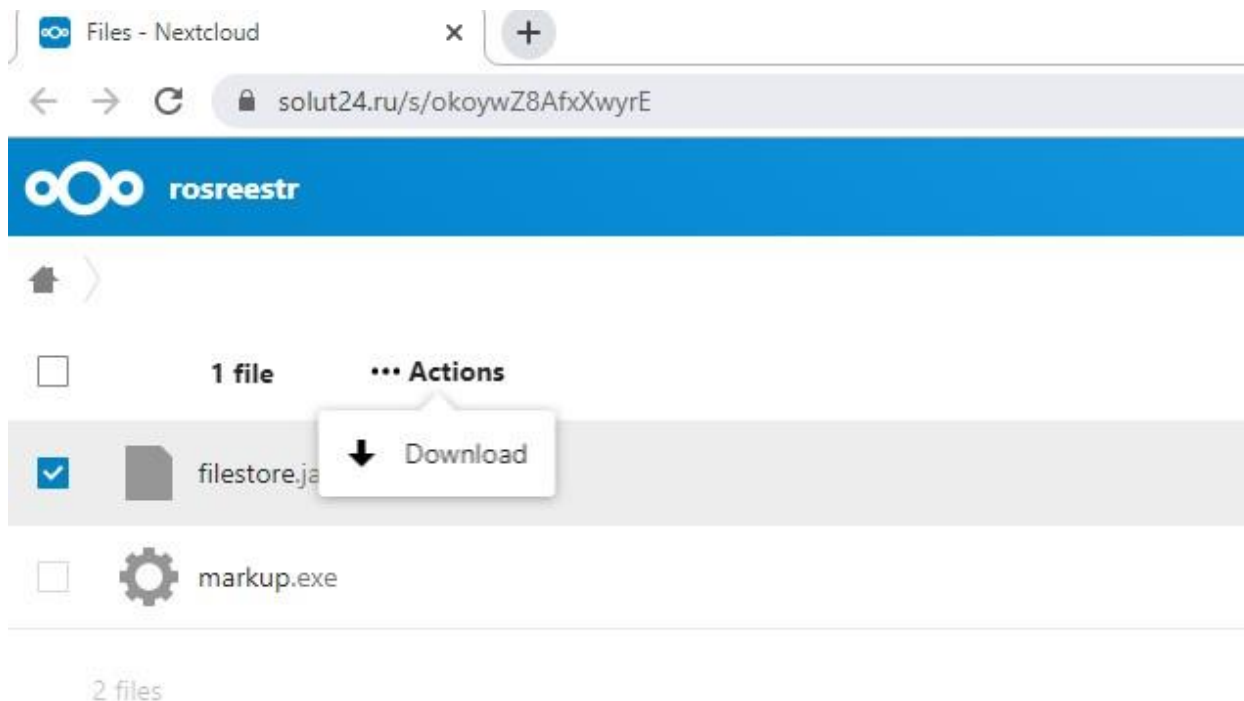 Files - Nextcloud
solut24.ru/s/okoywZ8AfxXwyrE
rosreestr
1 file ••• Actions
Download
filestore.ja
markup.exe
2 files